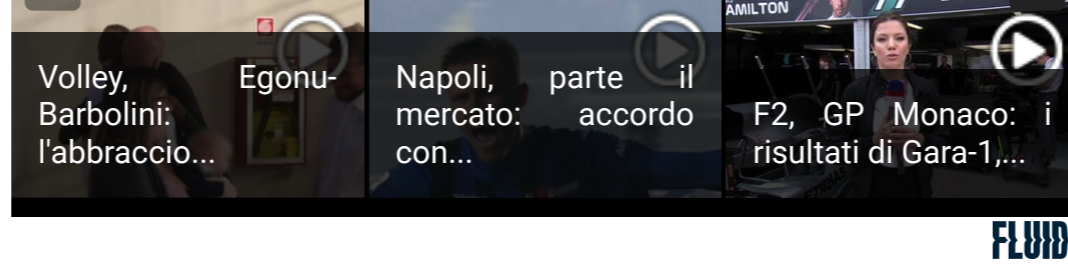 AMILTON
Volley, Egonu-
Barbolini:
l'abbraccio...
Napoli, parte il
mercato: accordo
con...
F2, GP Monaco: i
risultati di Gara-1,...
FLUID